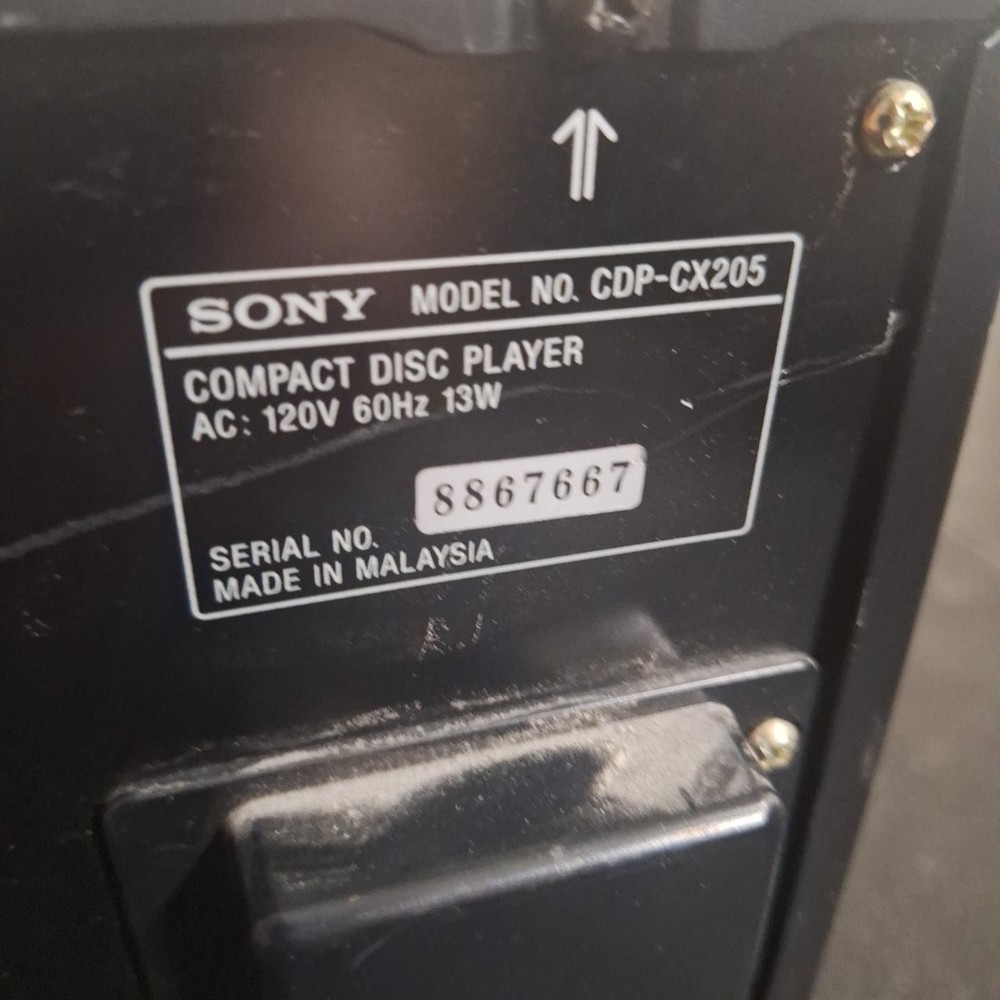 SONY MODEL NO. CDP-CX205
COMPACT DISC PLAYER
AC: 120V 60Hz 13W
8867667
SERIAL NO.
MADE IN MALAYSIA